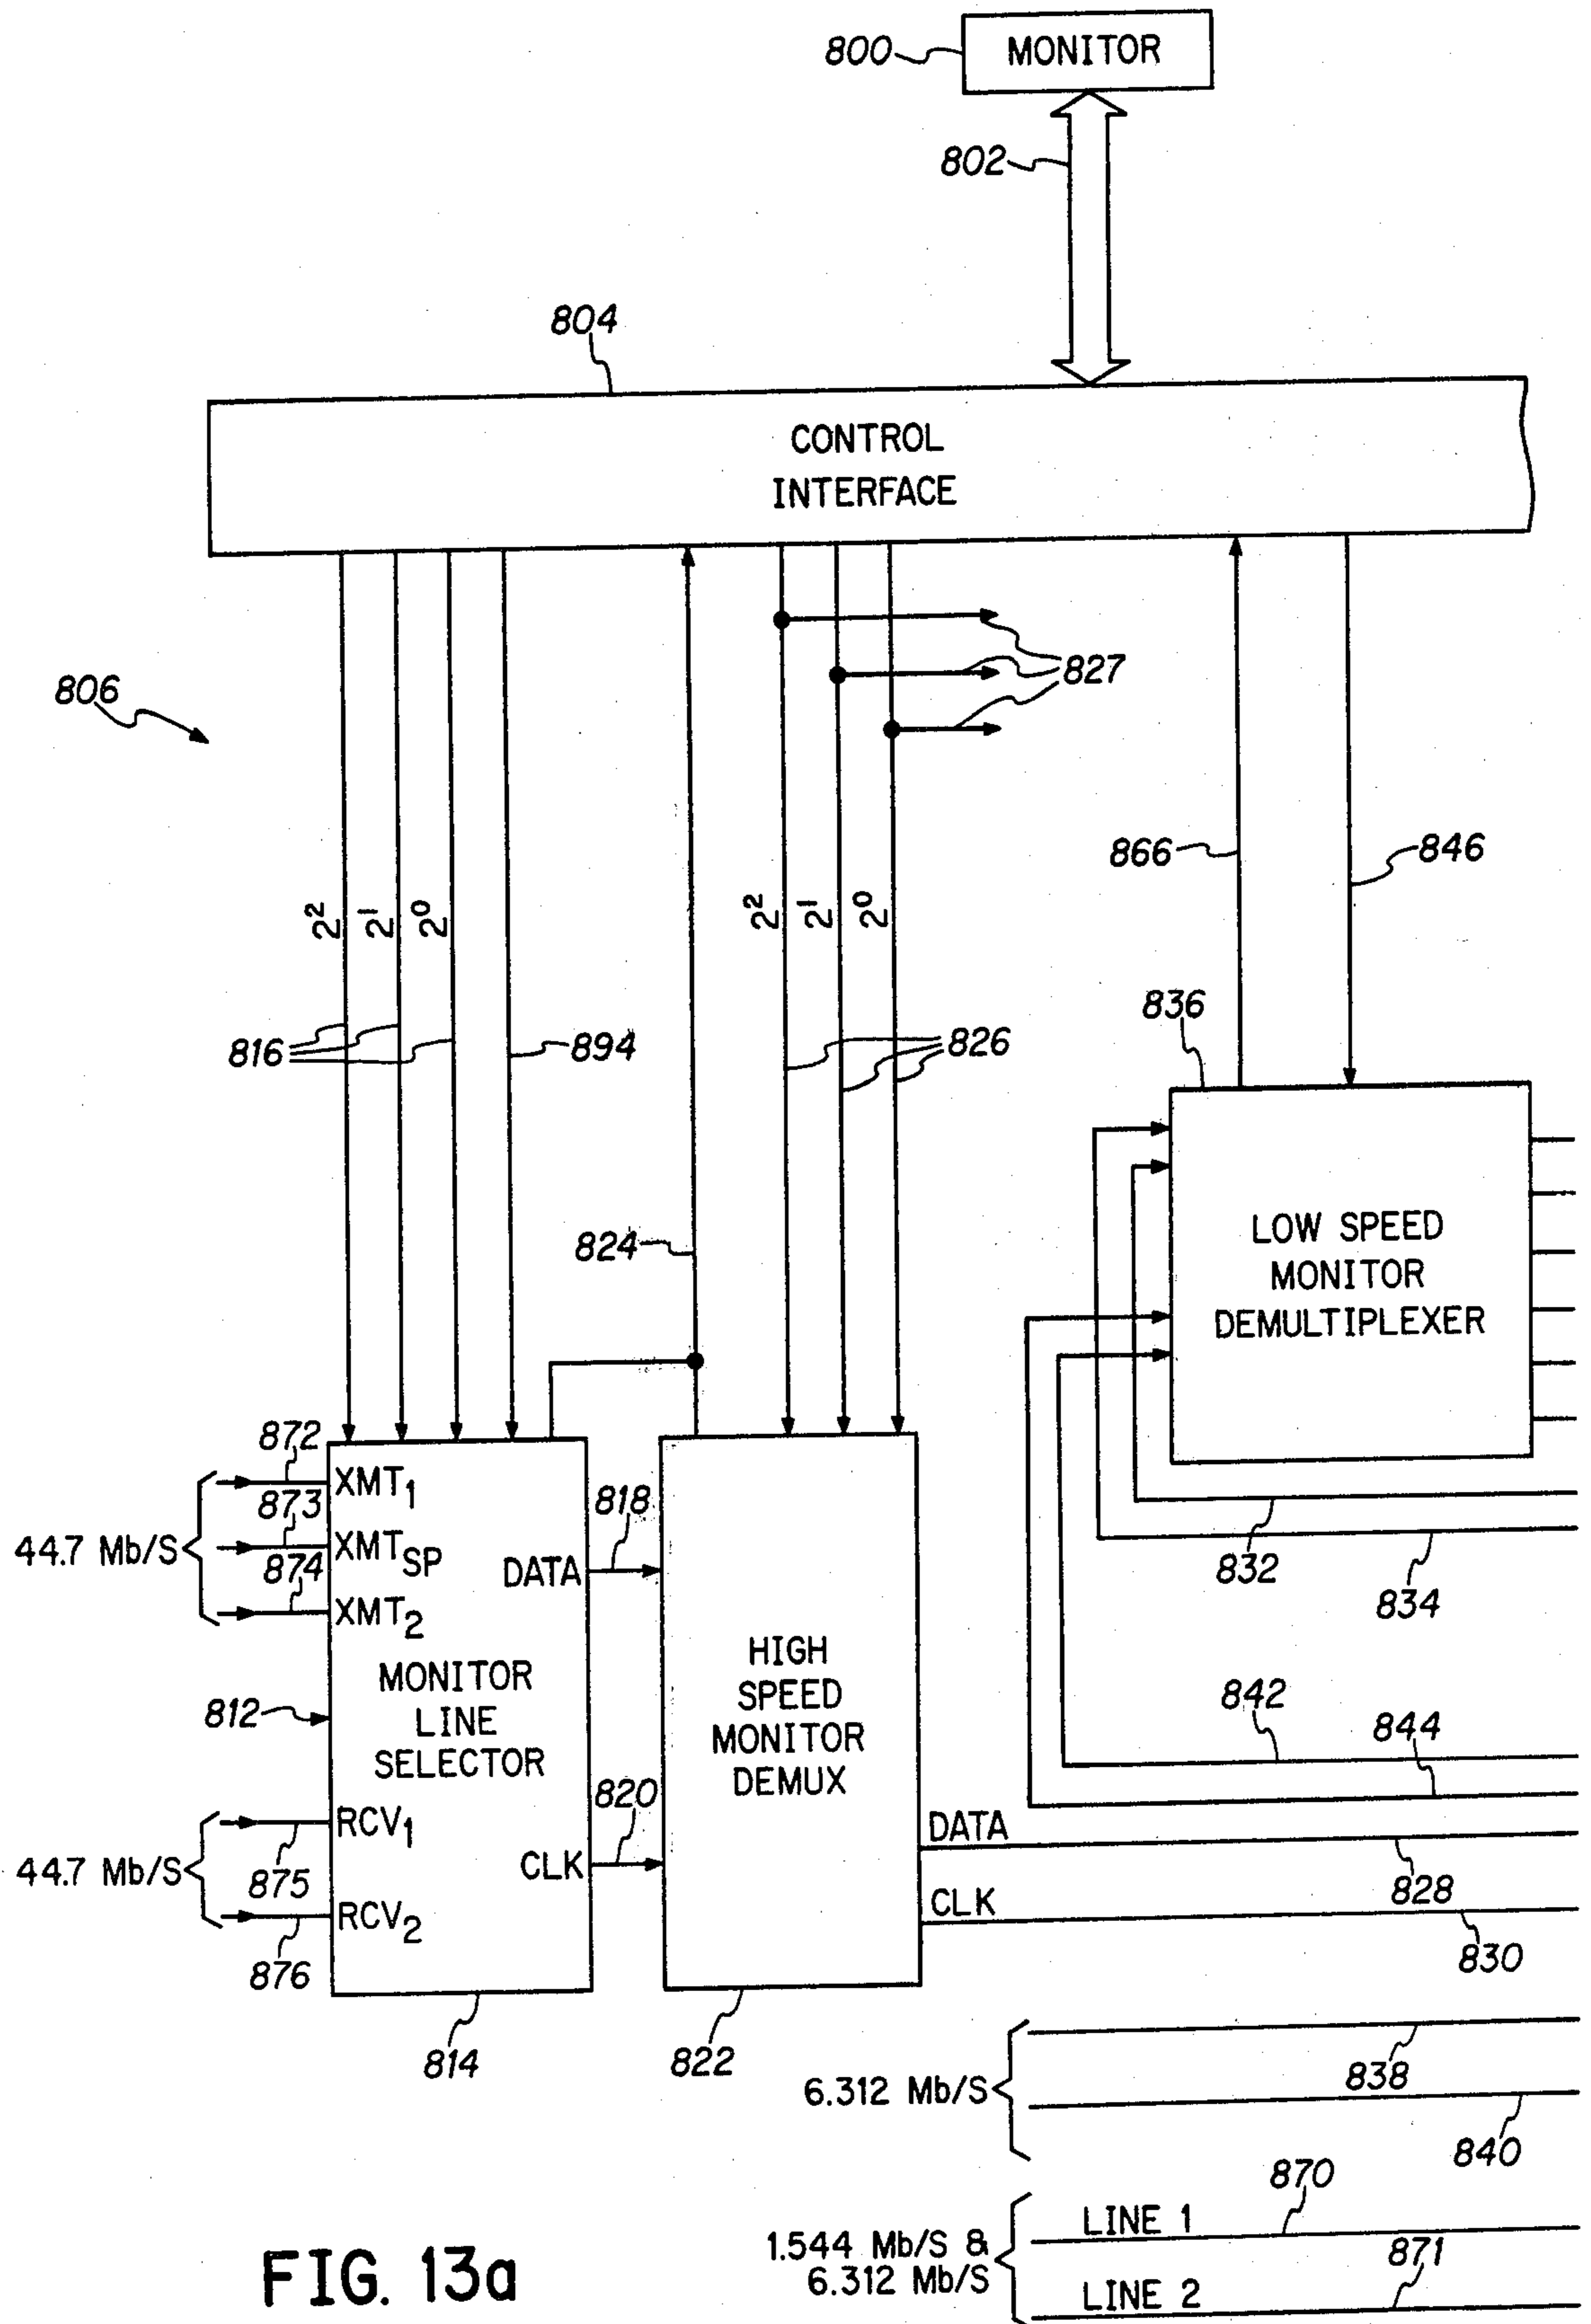 800
MONITOR
802
804
CONTROL
INTERFACE
827
806
866
846
2² 2¹ 2⁰
2² 2¹ 2⁰
836
816
894
826
LOW SPEED
MONITOR
DEMULTIPLEXER
824
872
XMT₁
873
818
44.7 Mb/S
XMT_SP
874
DATA
832
834
XMT₂
HIGH
SPEED
MONITOR
DEMUX
MONITOR
LINE
SELECTOR
812
842
844
820
RCV₁
DATA
44.7 Mb/S
875
CLK
828
RCV₂
CLK
876
830
814
822
6.312 Mb/S
838
840
870
1.544 Mb/S &
6.312 Mb/S
LINE 1
871
LINE 2
FIG. 13a